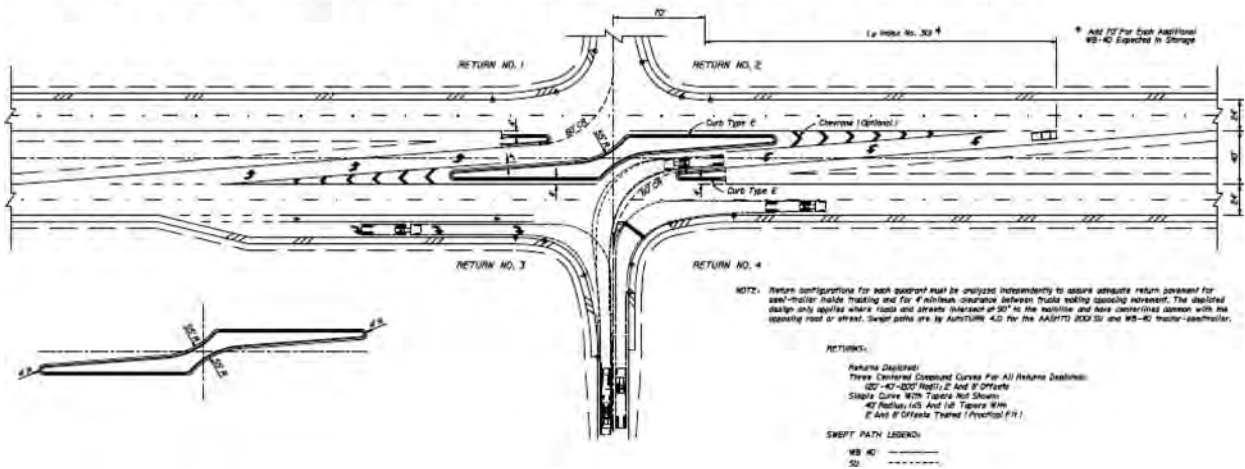 70'
Lₐ Index No. 301 *
* Add 70' For Each Additional
WB-40 Expected In Storage
RETURN NO. 1
RETURN NO. 2
Curb Type E
Chevrons (Optional)
24'
Curb Type E
24'
RETURN NO. 3
RETURN NO. 4
NOTE: Return configurations for each quadrant must be analyzed independently to assure adequate return pavement for
semi-trailer inside tracking and for 4' minimum clearance between trucks making opposing movement. The depicted
design only applies where roads and streets intersect at 90° to the mainline and have centerlines common with the
opposing road or street. Swept paths are by AutoTURN 4.0 for the AASHTO 2001 SU and WB-40 tractor-semitrailer.
55'R
55'R
4'R
4'R
RETURNS:
Returns Depicted:
Three Centered Compound Curves For All Returns Depicted:
120'-40'-200' Radii; 2' And 8' Offsets
Simple Curve With Tapers Not Shown:
40' Radius; 1:15 And 1:8 Tapers With
2' And 8' Offsets Tested (Practical Fit)
SWEPT PATH LEGEND:
WB 40
SU